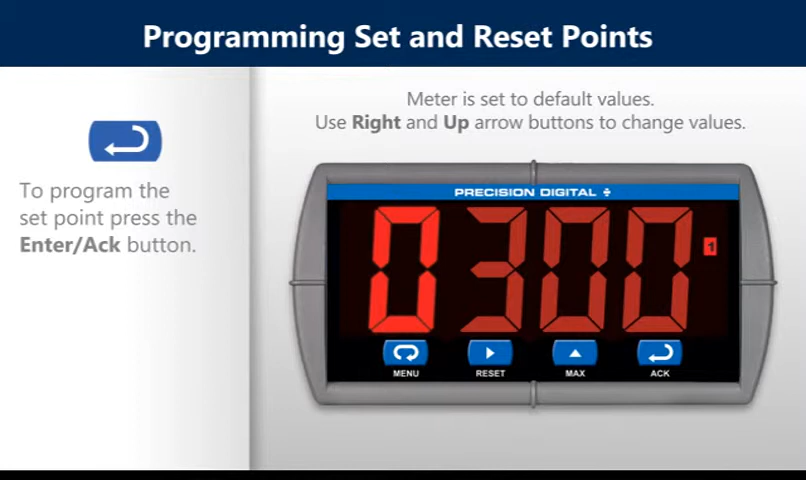 Programming Set and Reset Points
Meter is set to default values.
Use Right and Up arrow buttons to change values.
To program the
set point press the
Enter/Ack button.
PRECISION DIGITAL
0300
1
MENU RESET MAX ACK